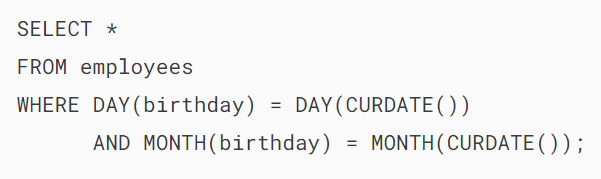 SELECT *
FROM employees
WHERE DAY(birthday) = DAY(CURDATE())
      AND MONTH(birthday) = MONTH(CURDATE());